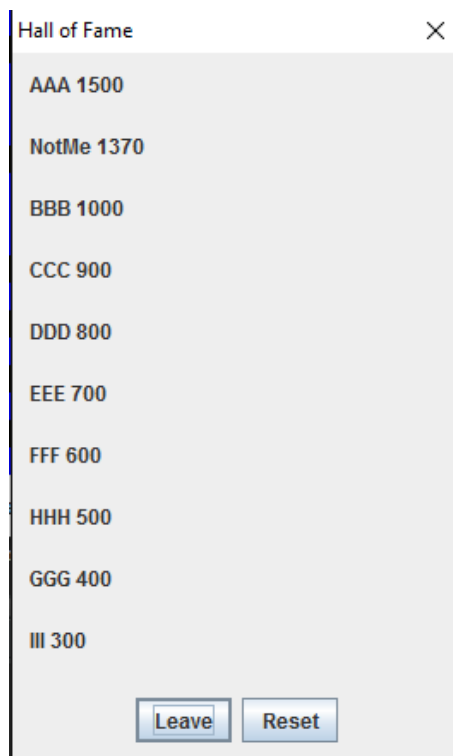 Hall of Fame
AAA 1500
NotMe 1370
BBB 1000
CCC 900
DDD 800
EEE 700
FFF 600
HHH 500
GGG 400
III 300
Leave Reset